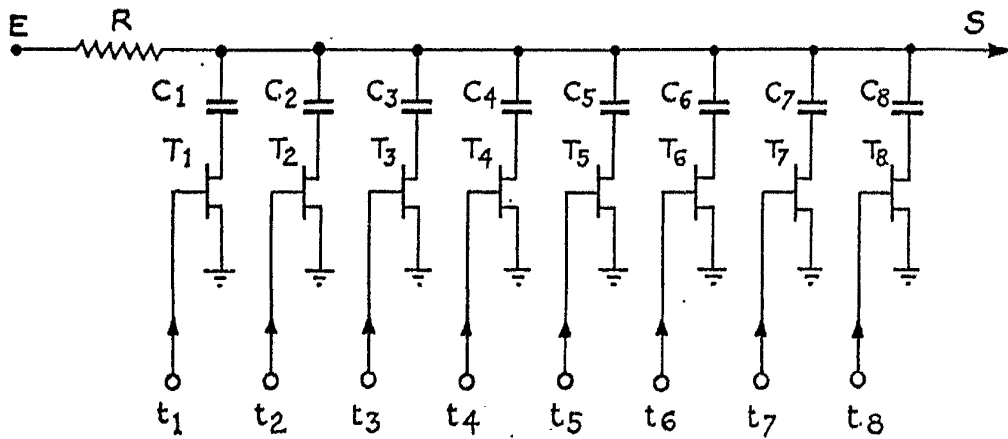 E R S
C1 C2 C3 C4 C5 C6 C7 C8
T1 T2 T3 T4 T5 T6 T7 T8
t1 t2 t3 t4 t5 t6 t7 t8